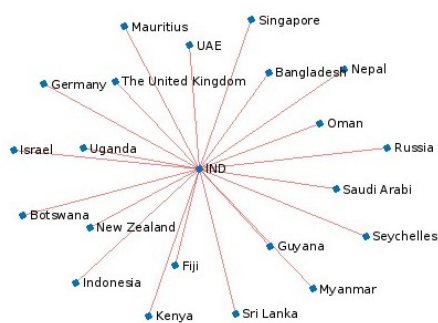 Singapore
Mauritius
UAE
Nepal
Bangladesh
Germany
The United Kingdom
Oman
Israel
Uganda
Russia
IND
Saudi Arabi
Botswana
New Zealand
Seychelles
Guyana
Fiji
Indonesia
Myanmar
Kenya
Sri Lanka